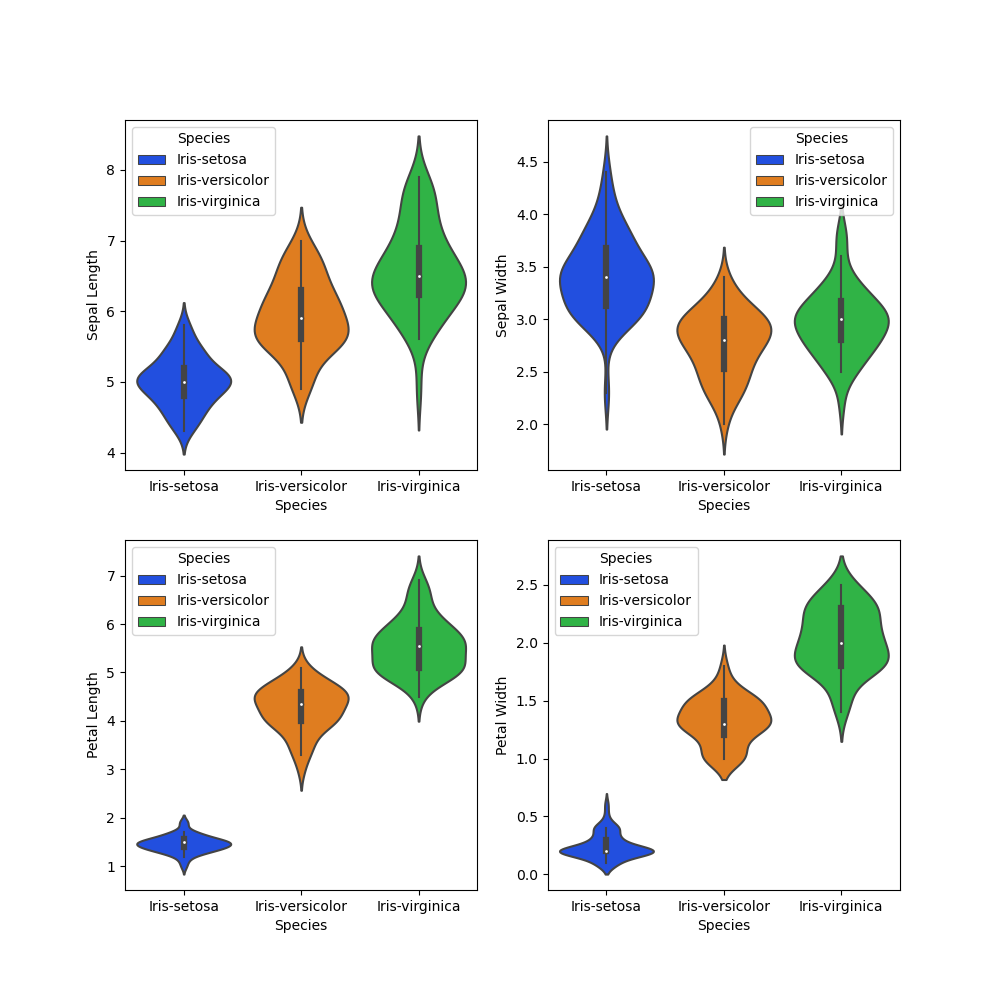 Species
Iris-setosa
Iris-versicolor
Iris-virginica
8
7
6
5
4
Sepal Length
Iris-setosa Iris-versicolor Iris-virginica
Species
Species
Iris-setosa
Iris-versicolor
Iris-virginica
4.5
4.0
3.5
3.0
2.5
2.0
Sepal Width
Iris-setosa Iris-versicolor Iris-virginica
Species
Species
Iris-setosa
Iris-versicolor
Iris-virginica
7
6
5
4
3
2
1
Petal Length
Iris-setosa Iris-versicolor Iris-virginica
Species
Species
Iris-setosa
Iris-versicolor
Iris-virginica
2.5
2.0
1.5
1.0
0.5
0.0
Petal Width
Iris-setosa Iris-versicolor Iris-virginica
Species